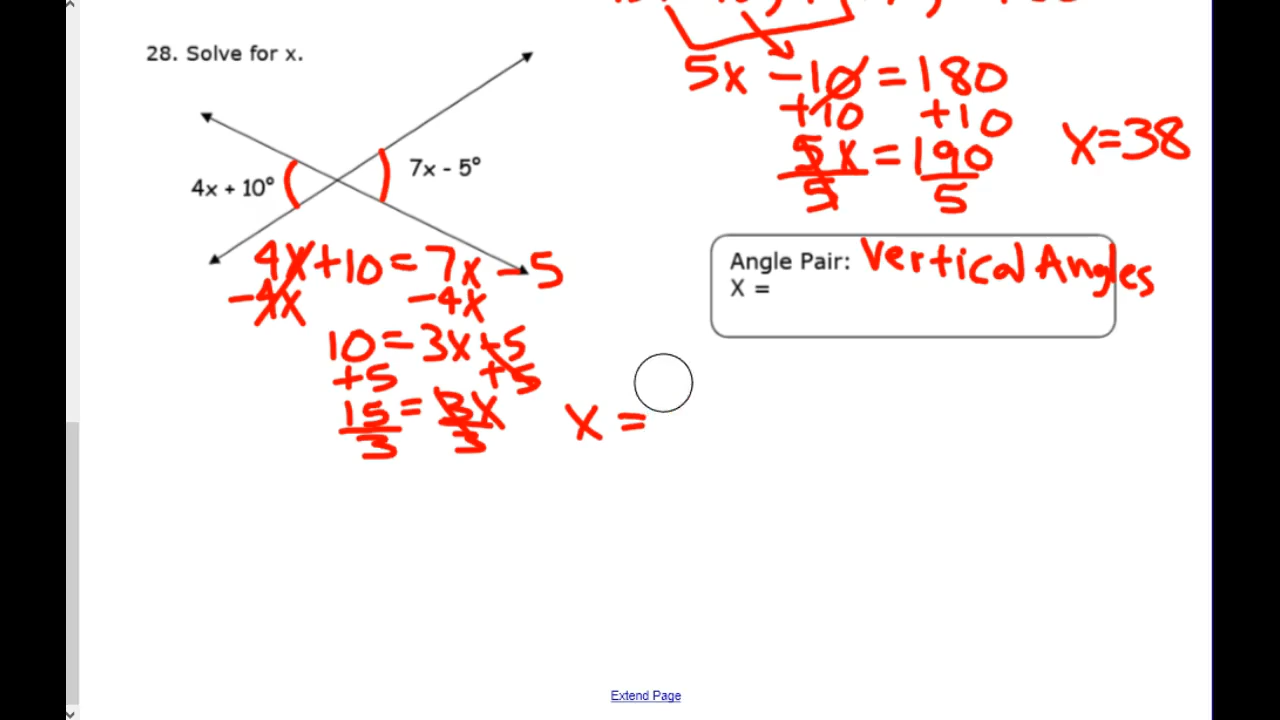 5x - 10 = 180
28. Solve for x.
+10 +10
5x = 190
5 5
x = 38
4x + 10°
7x - 5°
4x + 10 = 7x - 5
-4x -4x
10 = 3x - 5
+5 +5
15 = 3x
3 3
x =
Angle Pair: Vertical Angles
X =
Extend Page